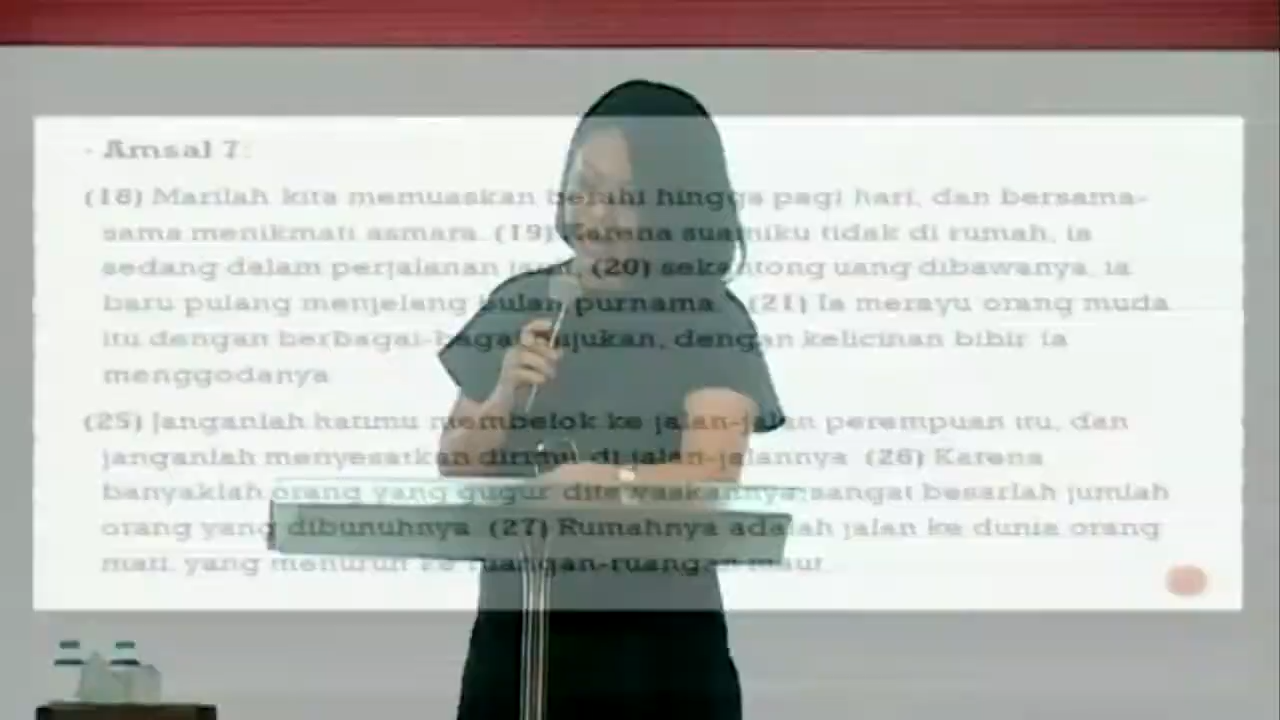 - Amsal 7:
(18) Marilah kita memuaskan berahi hingga pagi hari, dan bersama-
sama menikmati asmara. (19) Karena suamiku tidak di rumah, ia
sedang dalam perjalanan jauh, (20) sekantong uang dibawanya, ia
baru pulang menjelang bulan purnama." (21) Ia merayu orang muda
itu dengan berbagai-bagai bujukan, dengan kelicinan bibir ia
menggodanya.
(25) Janganlah hatimu membelok ke jalan-jalan perempuan itu, dan
janganlah menyesatkan dirimu di jalan-jalannya. (26) Karena
banyaklah orang yang gugur ditewaskannya, sangat besarlah jumlah
orang yang dibunuhnya. (27) Rumahnya adalah jalan ke dunia orang
mati, yang menurun ke ruangan-ruangan maut.